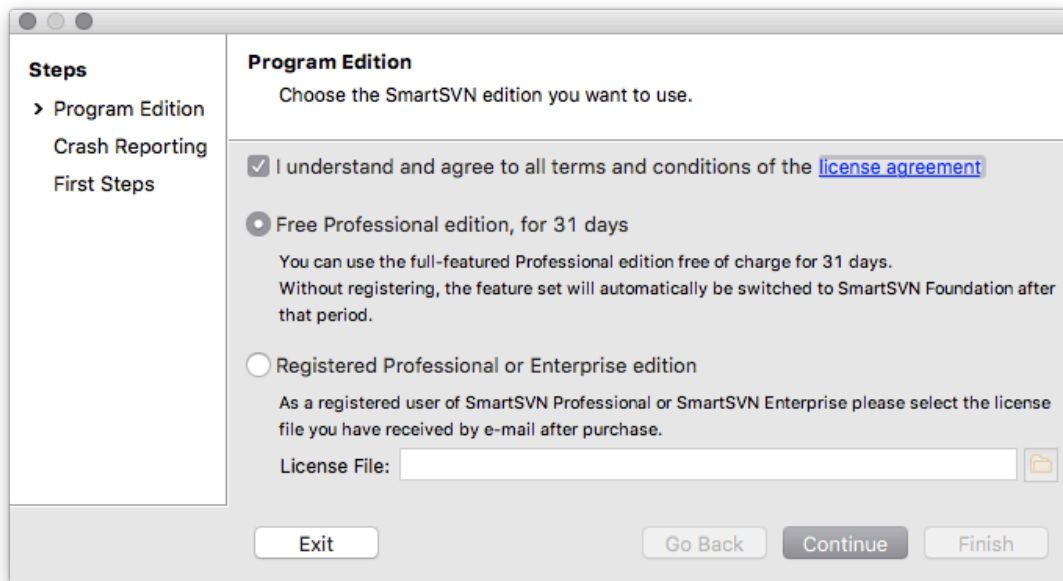 Steps
Program Edition
Crash Reporting
First Steps
Program Edition
Choose the SmartSVN edition you want to use.
I understand and agree to all terms and conditions of the license agreement
Free Professional edition, for 31 days
You can use the full-featured Professional edition free of charge for 31 days.
Without registering, the feature set will automatically be switched to SmartSVN Foundation after
that period.
Registered Professional or Enterprise edition
As a registered user of SmartSVN Professional or SmartSVN Enterprise please select the license
file you have received by e-mail after purchase.
License File:
Exit
Go Back
Continue
Finish